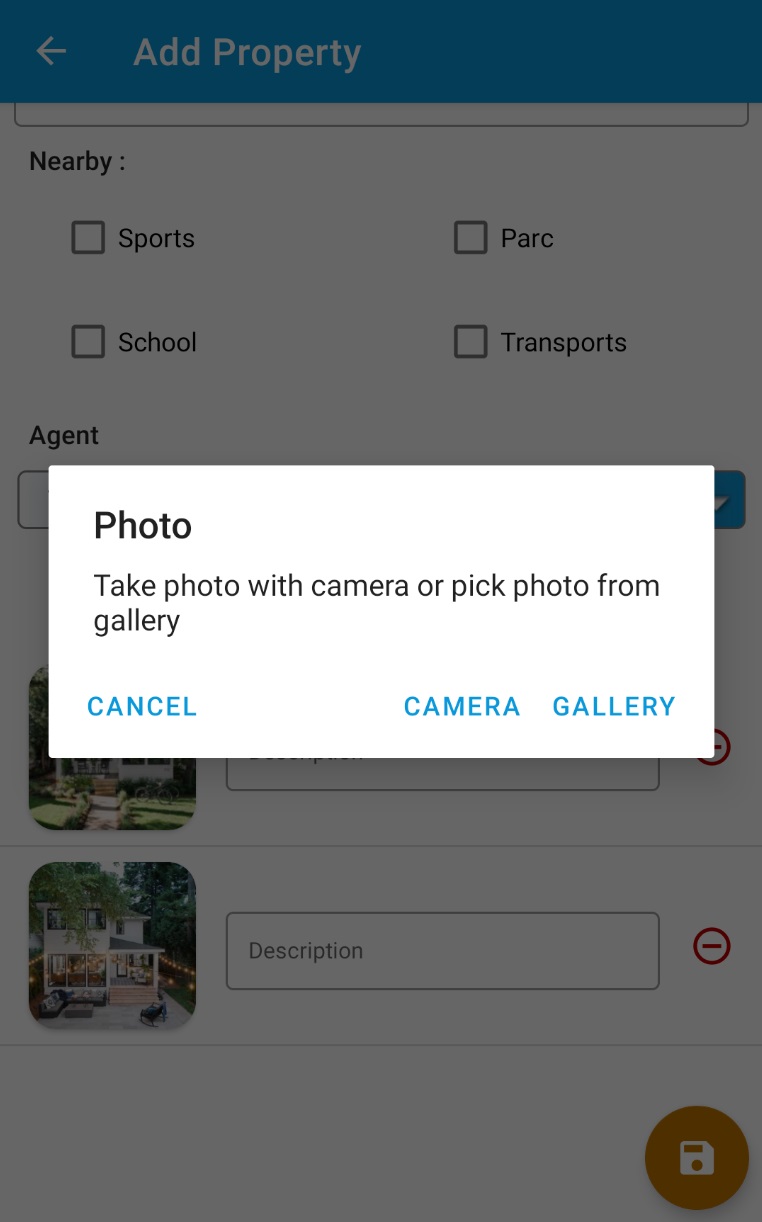 Add Property
Nearby :
Sports
Parc
School
Transports
Agent
Photo
Take photo with camera or pick photo from
gallery
CANCEL
CAMERA
GALLERY
Description
Description